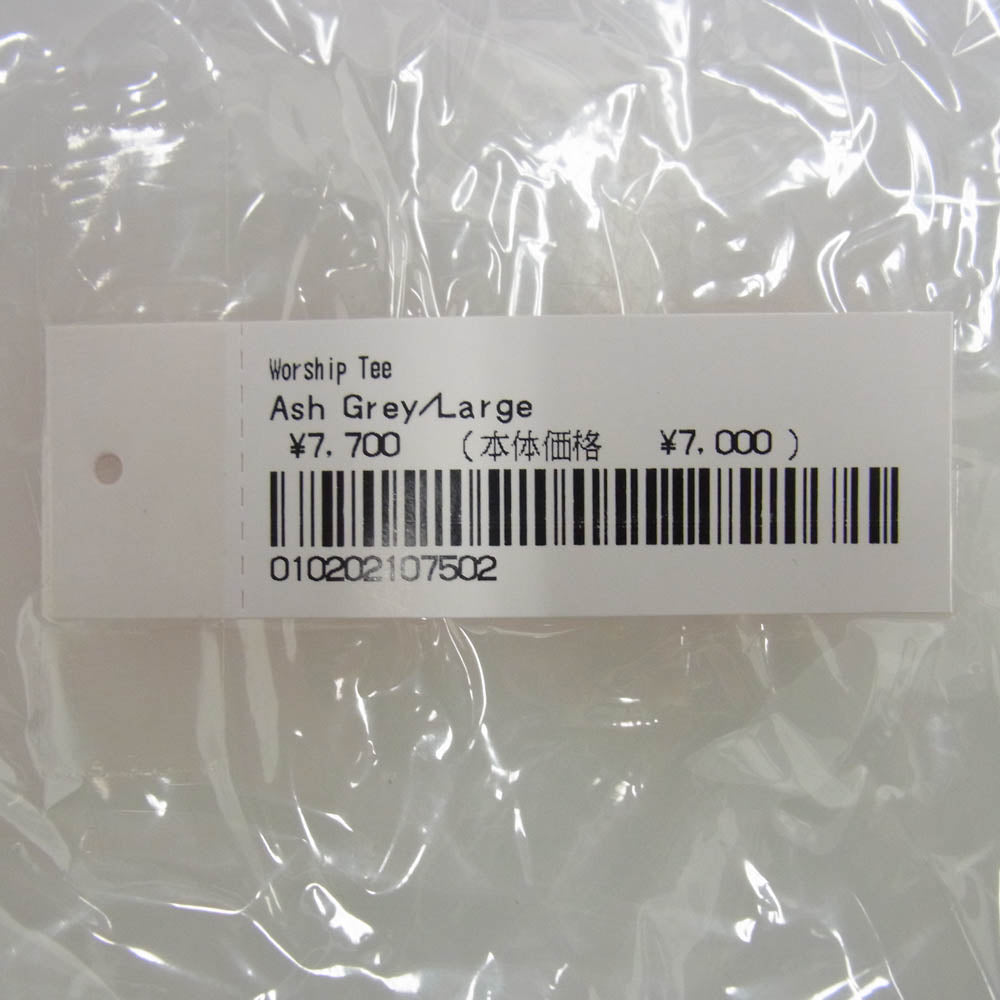 Worship Tee
Ash Grey/Large
¥7,700 (本体価格 ¥7,000)
010202107502